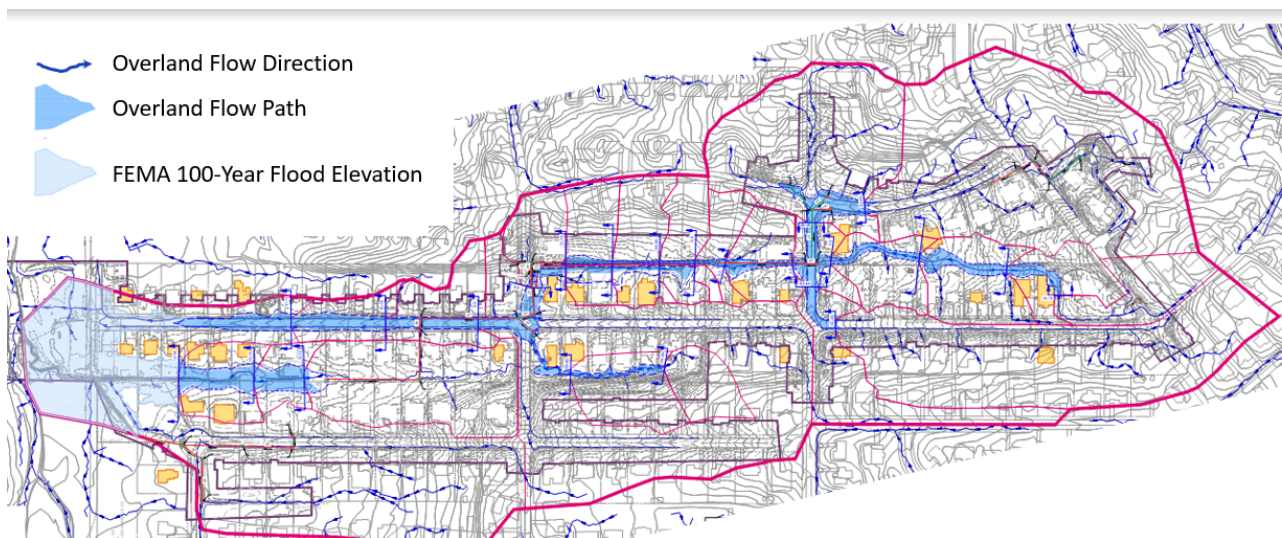 Overland Flow Direction
Overland Flow Path
FEMA 100-Year Flood Elevation